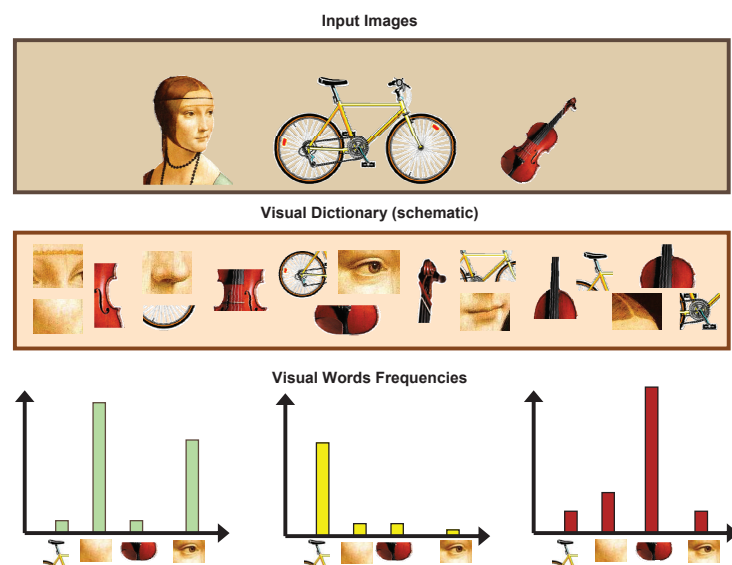 Input Images
Visual Dictionary (schematic)
Visual Words Frequencies